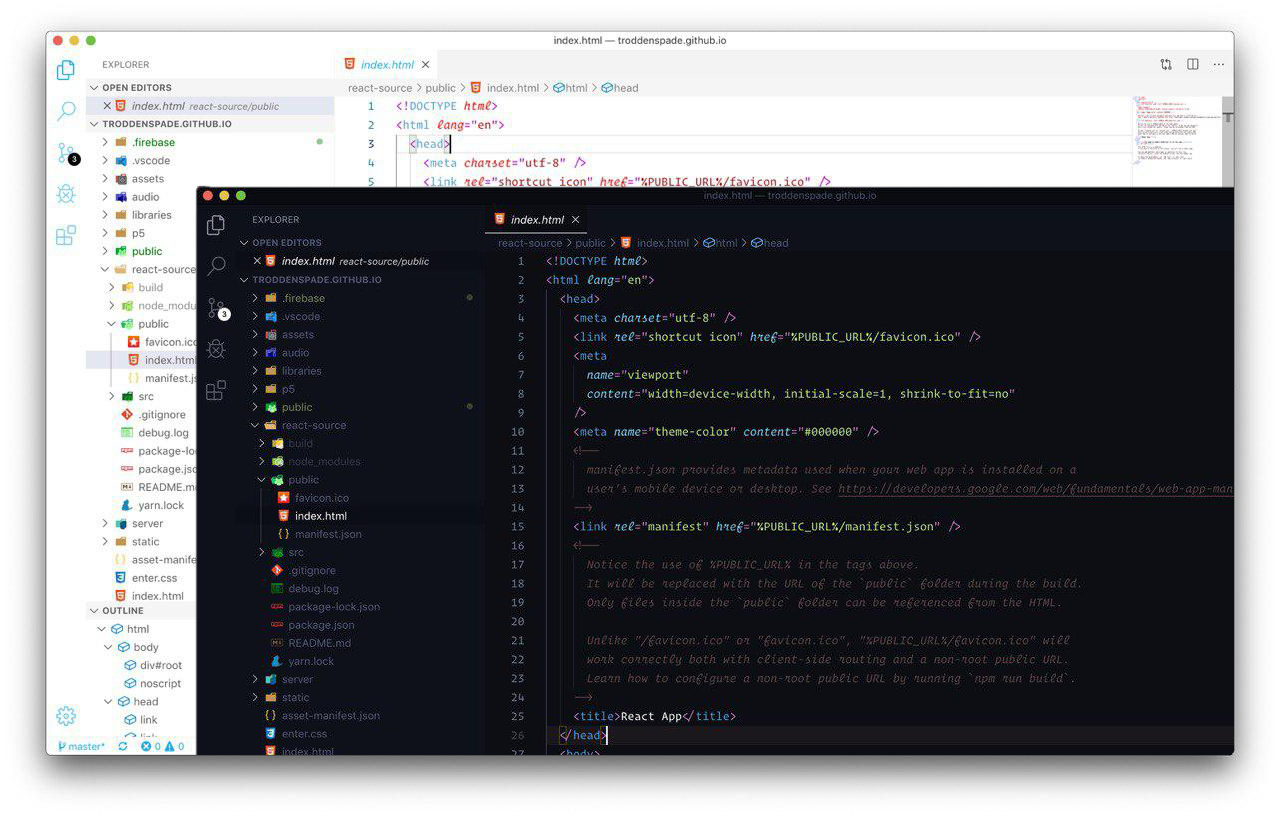 index.html — troddenspade.github.io
EXPLORER
OPEN EDITORS
index.html react-source/public
TRODDENSPADE.GITHUB.IO
.firebase
.vscode
assets
audio
libraries
p5
public
react-source
build
node_modu
public
favicon.ico
index.html
manifest.js
src
.gitignore
debug.log
package-lo
package.jso
README.m
yarn.lock
server
static
asset-manife
enter.css
index.html
OUTLINE
html
body
div#root
noscript
head
link
link
master*
0
0
3
index.html
react-source > public > index.html > html > head
1 <!DOCTYPE html>
2 <html lang="en">
3 <head>
4 <meta charset="utf-8" />
5 <link rel="shortcut icon" href="%PUBLIC_URL%/favicon.ico" />
index.html — troddenspade.github.io
EXPLORER
OPEN EDITORS
index.html react-source/public
TRODDENSPADE.GITHUB.IO
3
.firebase
.vscode
assets
audio
libraries
p5
public
react-source
build
node_modules
public
favicon.ico
index.html
manifest.json
src
.gitignore
debug.log
package-lock.json
package.json
README.md
yarn.lock
server
static
asset-manifest.json
enter.css
index.html
index.html
react-source > public > index.html > html > head
1 <!DOCTYPE html>
2 <html lang="en">
3 <head>
4 <meta charset="utf-8" />
5 <link rel="shortcut icon" href="%PUBLIC_URL%/favicon.ico" />
6 <meta
7 name="viewport"
8 content="width=device-width, initial-scale=1, shrink-to-fit=no"
9 />
10 <meta name="theme-color" content="#000000" />
11 <!--
12 manifest.json provides metadata used when your web app is installed on a
13 user's mobile device or desktop. See https://developers.google.com/web/fundamentals/web-app-man
14 -->
15 <link rel="manifest" href="%PUBLIC_URL%/manifest.json" />
16 <!--
17 Notice the use of %PUBLIC_URL% in the tags above.
18 It will be replaced with the URL of the `public` folder during the build.
19 Only files inside the `public` folder can be referenced from the HTML.
20
21 Unlike "/favicon.ico" or "favicon.ico", "%PUBLIC_URL%/favicon.ico" will
22 work correctly both with client-side routing and a non-root public URL.
23 Learn how to configure a non-root public URL by running `npm run build`.
24 -->
25 <title>React App</title>
26 </head>
27 <body>